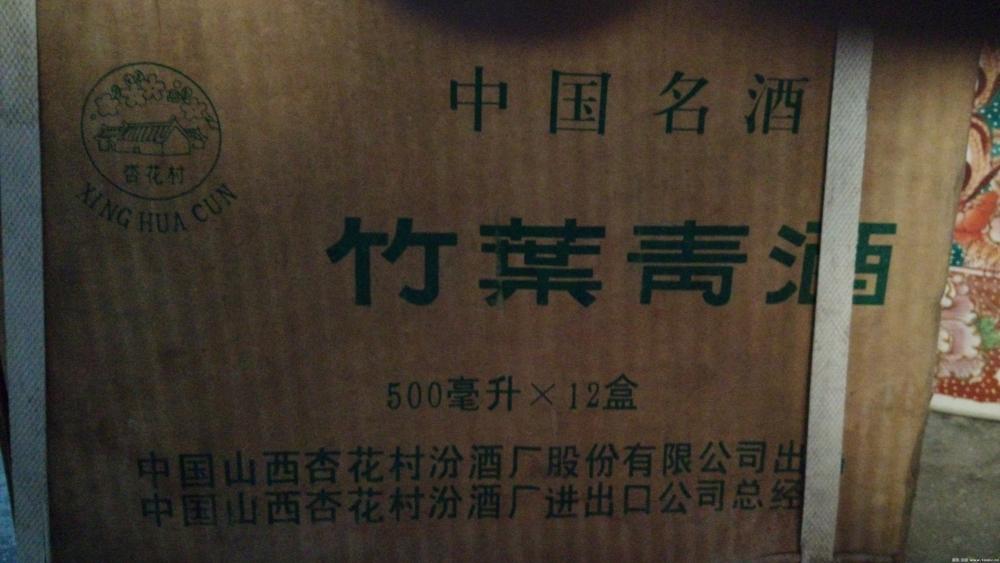 中国名酒
杏花村
XING HUA CUN
竹葉青酒
500毫升×12盒
中国山西杏花村汾酒厂股份有限公司出
中国山西杏花村汾酒厂进出口公司总经